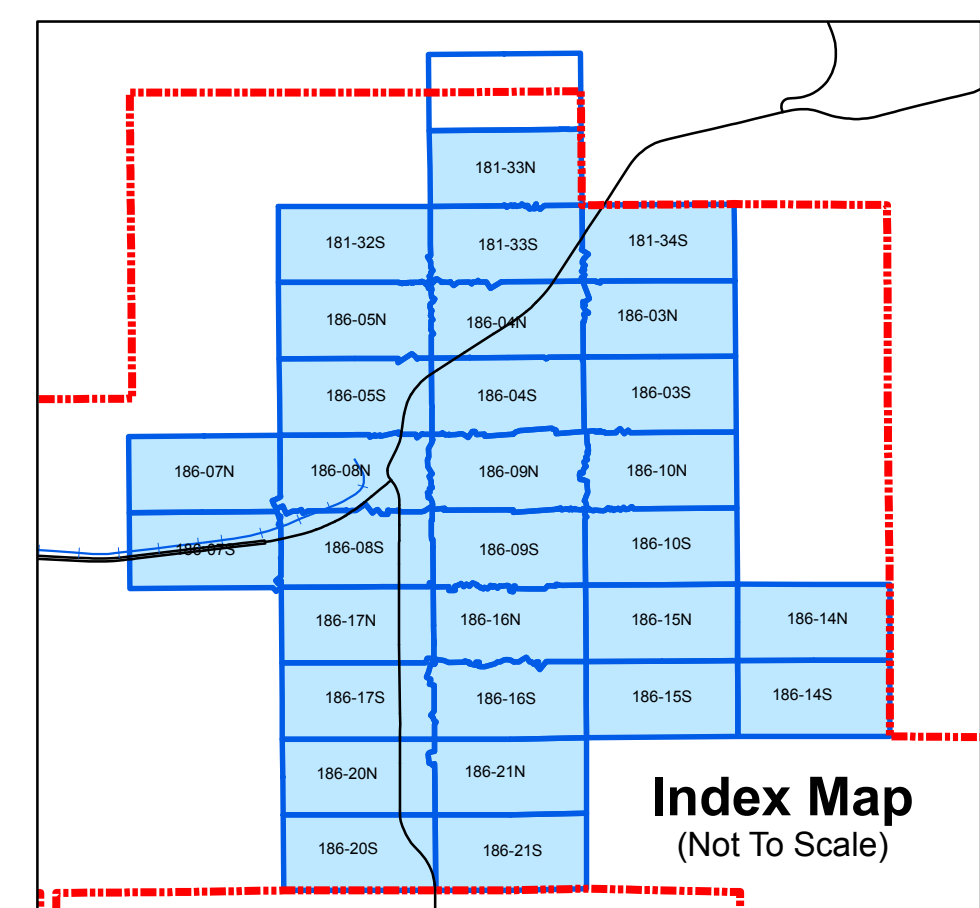 181-33N
181-32S
181-33S
181-34S
186-05N
186-04N
186-03N
186-05S
186-04S
186-03S
186-07N
186-08N
186-09N
186-10N
186-07S
186-08S
186-09S
186-10S
186-17N
186-16N
186-15N
186-14N
186-17S
186-16S
186-15S
186-14S
186-20N
186-21N
186-20S
186-21S
Index Map
(Not To Scale)